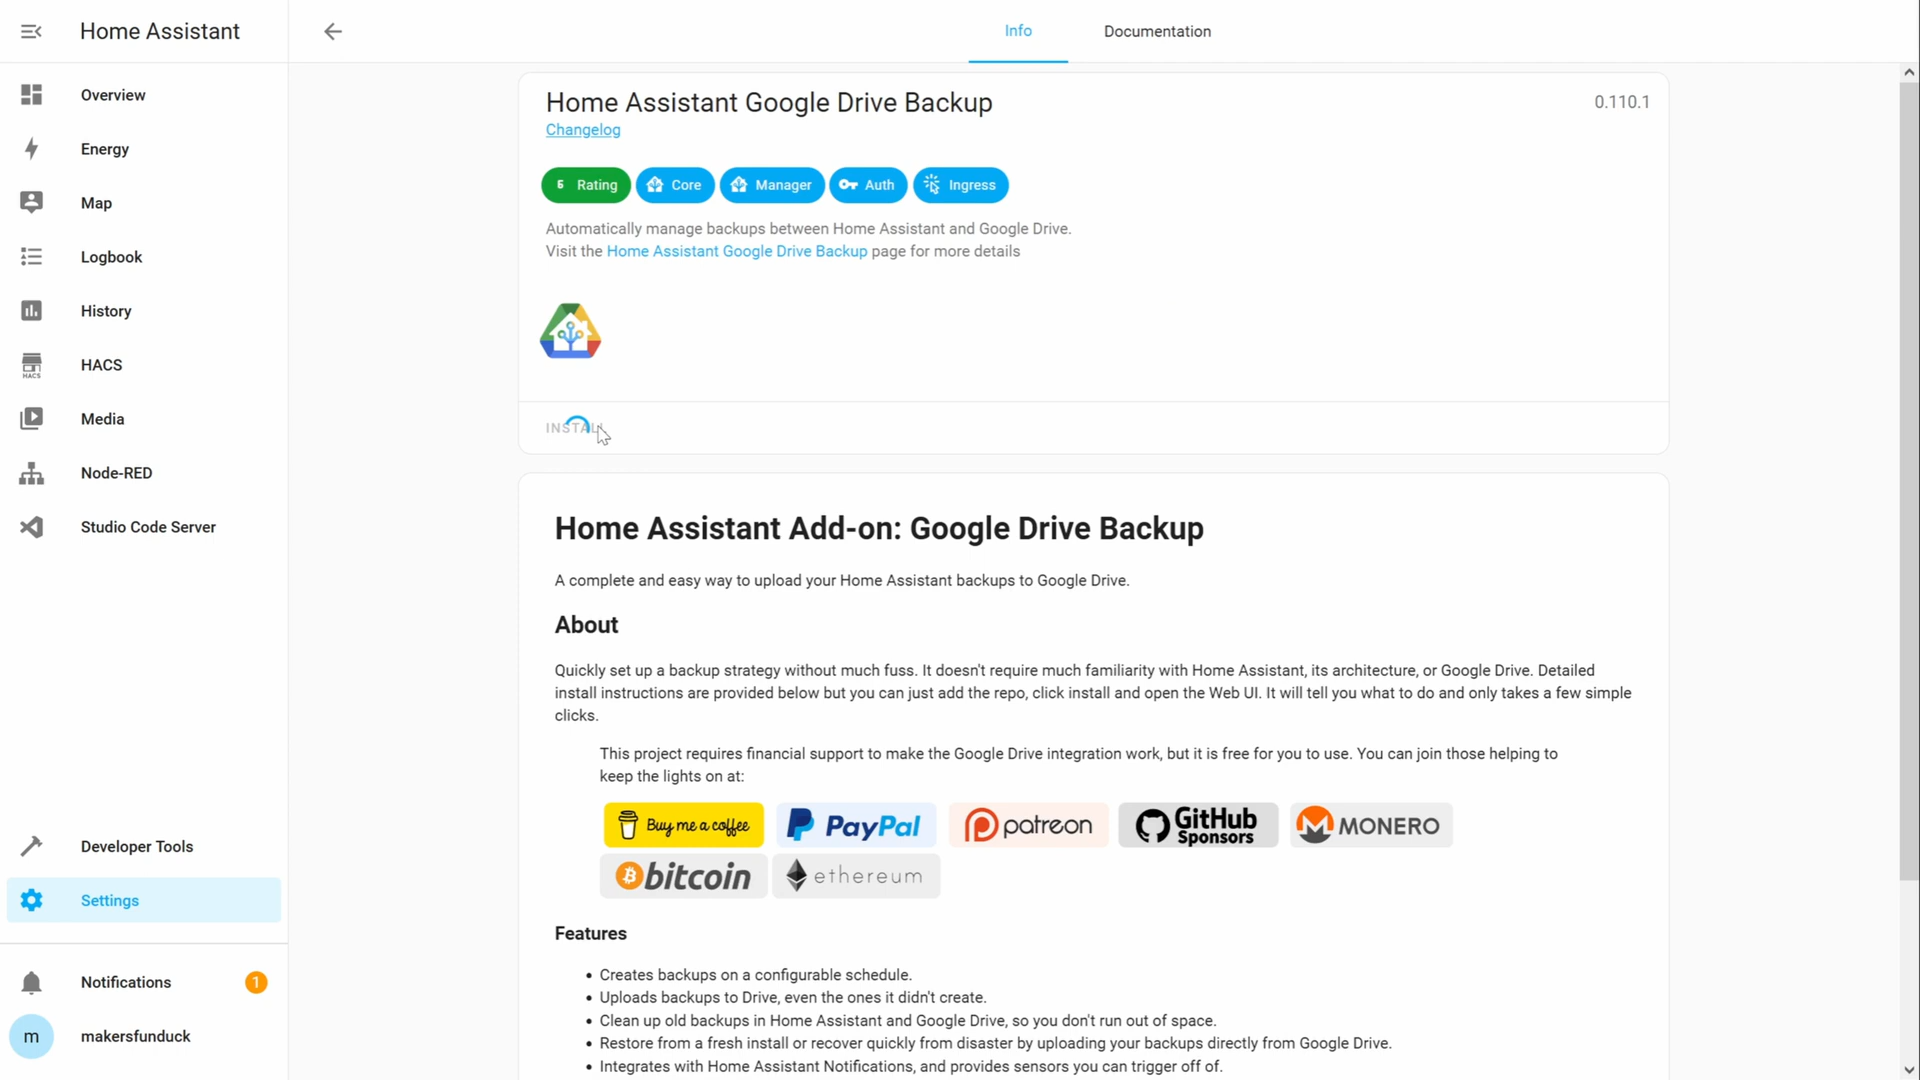 Home Assistant
Info
Documentation
Overview
Energy
Map
Logbook
History
HACS
HACS
Media
Node-RED
Studio Code Server
Developer Tools
Settings
Notifications
1
m
makersfunduck
Home Assistant Google Drive Backup
0.110.1
Changelog
6 Rating
Core
Manager
Auth
Ingress
Automatically manage backups between Home Assistant and Google Drive.
Visit the Home Assistant Google Drive Backup page for more details
INSTALL
Home Assistant Add-on: Google Drive Backup
A complete and easy way to upload your Home Assistant backups to Google Drive.
About
Quickly set up a backup strategy without much fuss. It doesn't require much familiarity with Home Assistant, its architecture, or Google Drive. Detailed
install instructions are provided below but you can just add the repo, click install and open the Web UI. It will tell you what to do and only takes a few simple
clicks.
This project requires financial support to make the Google Drive integration work, but it is free for you to use. You can join those helping to
keep the lights on at:
Buy me a coffee
PayPal
patreon
GitHub
Sponsors
MONERO
bitcoin
ethereum
Features
• Creates backups on a configurable schedule.
• Uploads backups to Drive, even the ones it didn't create.
• Clean up old backups in Home Assistant and Google Drive, so you don't run out of space.
• Restore from a fresh install or recover quickly from disaster by uploading your backups directly from Google Drive.
• Integrates with Home Assistant Notifications, and provides sensors you can trigger off of.